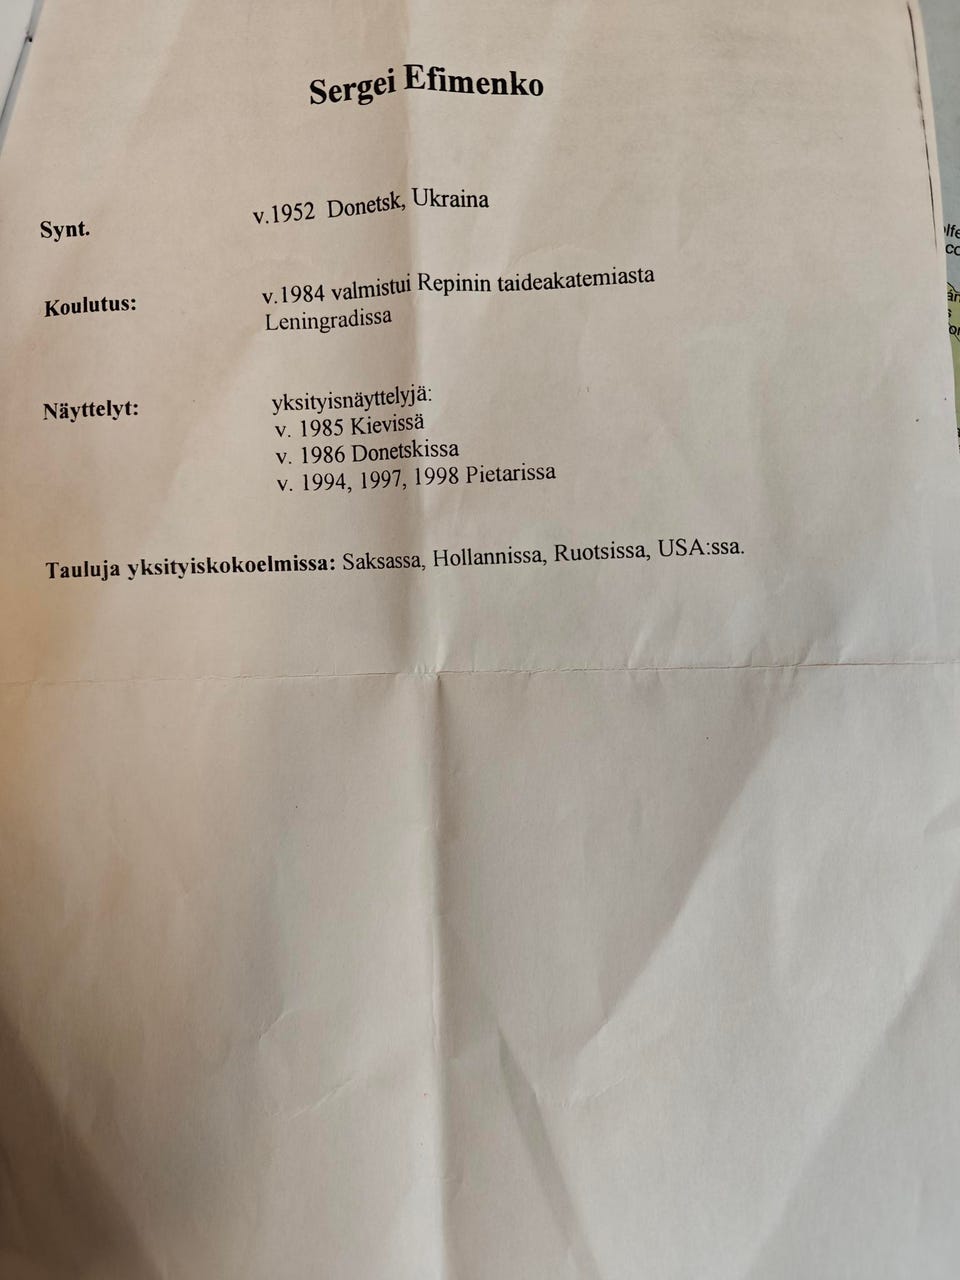 Sergei Efimenko
Synt. v.1952 Donetsk, Ukraina
Koulutus: v.1984 valmistui Repinin taideakatemiasta
Leningradissa
Näyttelyt: yksityisnäyttelyjä:
v. 1985 Kievissä
v. 1986 Donetskissa
v. 1994, 1997, 1998 Pietarissa
Tauluja yksityiskokoelmissa: Saksassa, Hollannissa, Ruotsissa, USA:ssa.